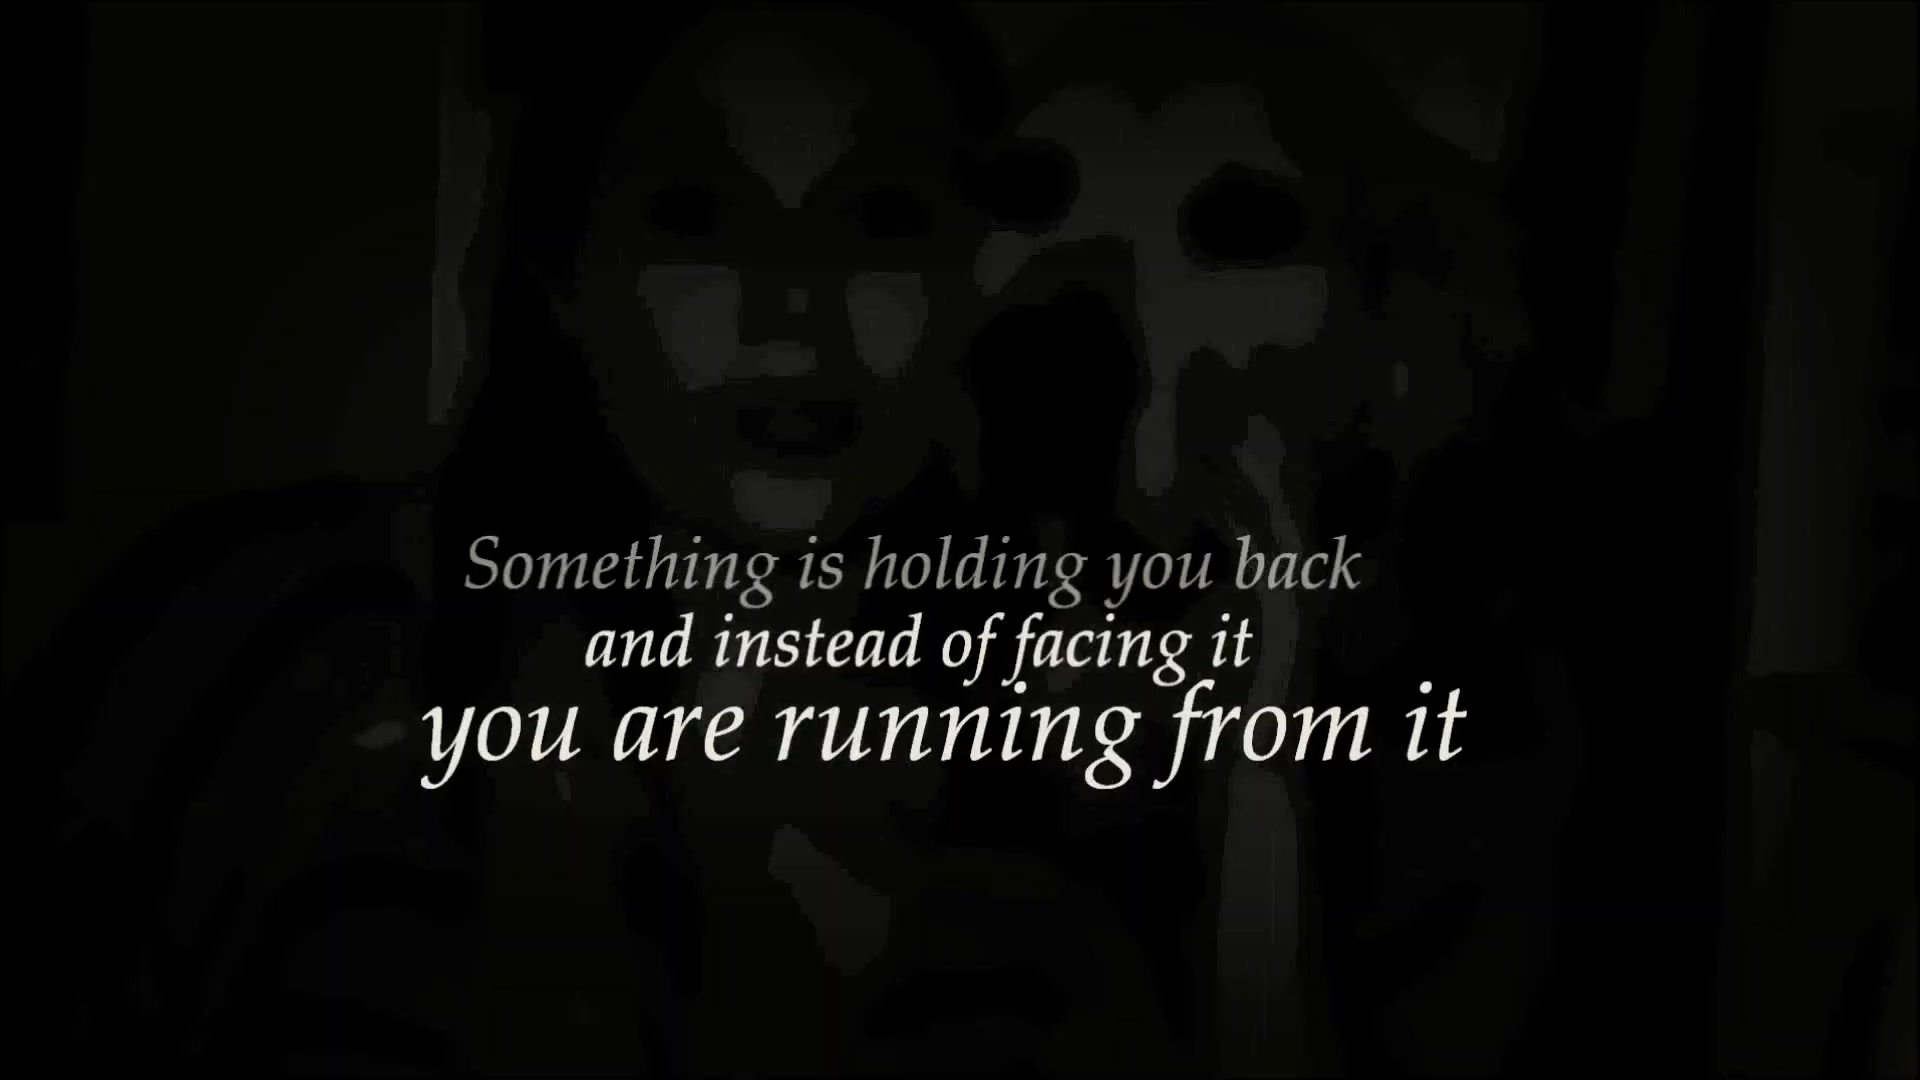 Something is holding you back
and instead of facing it
you are running from it